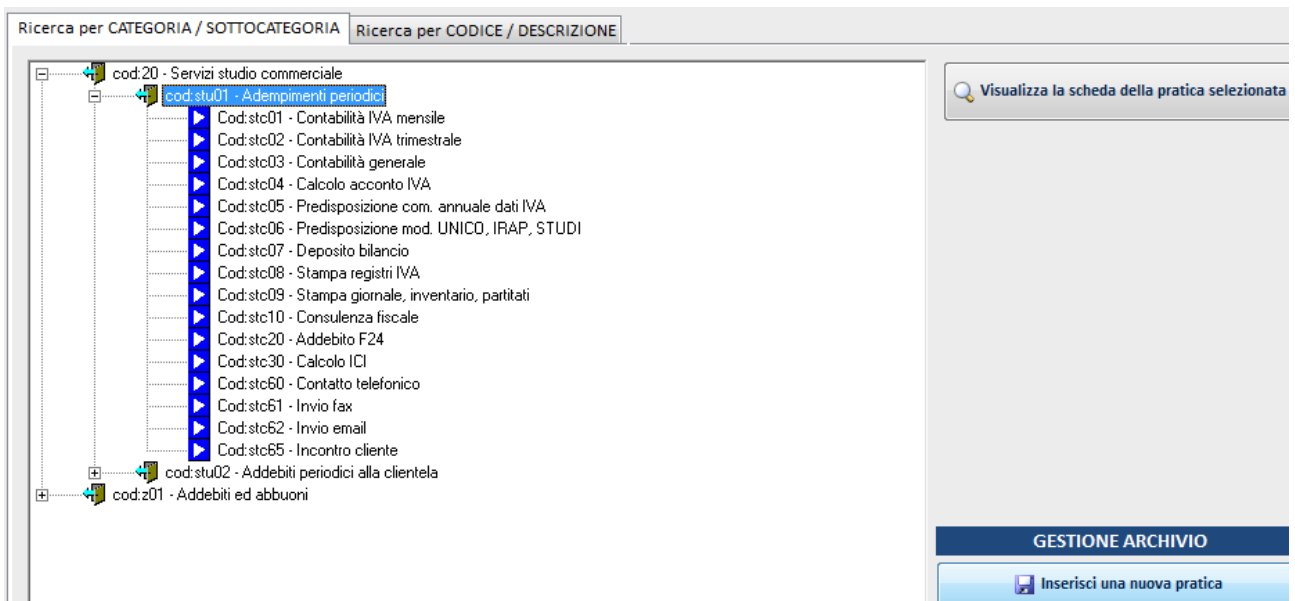 Ricerca per CATEGORIA / SOTTOCATEGORIA
Ricerca per CODICE / DESCRIZIONE
cod:20 - Servizi studio commerciale
cod:stu01 - Adempimenti periodici
Cod:stc01 - Contabilità IVA mensile
Cod:stc02 - Contabilità IVA trimestrale
Cod:stc03 - Contabilità generale
Cod:stc04 - Calcolo acconto IVA
Cod:stc05 - Predisposizione com. annuale dati IVA
Cod:stc06 - Predisposizione mod. UNICO, IRAP, STUDI
Cod:stc07 - Deposito bilancio
Cod:stc08 - Stampa registri IVA
Cod:stc09 - Stampa giornale, inventario, partitati
Cod:stc10 - Consulenza fiscale
Cod:stc20 - Addebito F24
Cod:stc30 - Calcolo ICI
Cod:stc60 - Contatto telefonico
Cod:stc61 - Invio fax
Cod:stc62 - Invio email
Cod:stc65 - Incontro cliente
cod:stu02 - Addebiti periodici alla clientela
cod:z01 - Addebiti ed abbuoni
Visualizza la scheda della pratica selezionata
GESTIONE ARCHIVIO
Inserisci una nuova pratica